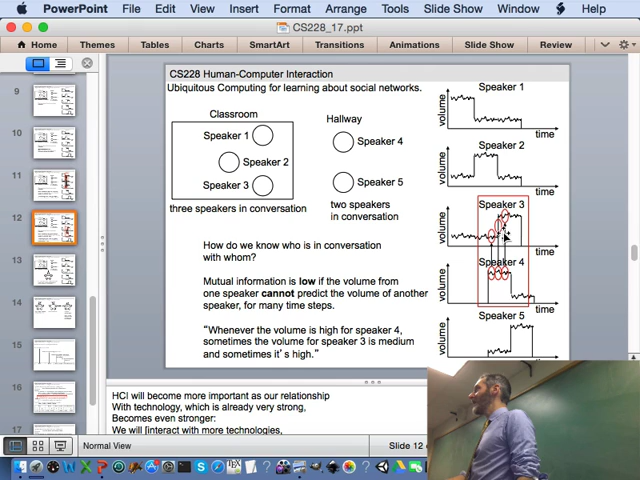 PowerPoint File Edit View Insert Format Arrange Tools Slide Show Window Help
CS228_17.ppt
Home Themes Tables Charts SmartArt Transitions Animations Slide Show Review
9
10
11
12
13
14
15
16
17
CS228 Human-Computer Interaction
Ubiquitous Computing for learning about social networks.
Classroom
Speaker 1
Speaker 2
Speaker 3
three speakers in conversation
Hallway
Speaker 4
Speaker 5
two speakers
in conversation
How do we know who is in conversation
with whom?
Mutual information is low if the volume from
one speaker cannot predict the volume of another
speaker, for many time steps.
“Whenever the volume is high for speaker 4,
sometimes the volume for speaker 3 is medium
and sometimes it's high.”
Speaker 1
volume
time
Speaker 2
volume
time
Speaker 3
volume
time
Speaker 4
volume
time
Speaker 5
volume
HCI will become more important as our relationship
With technology, which is already very strong,
Becomes even stronger:
We will [interact with more technologies,
Normal View
Slide 12 o